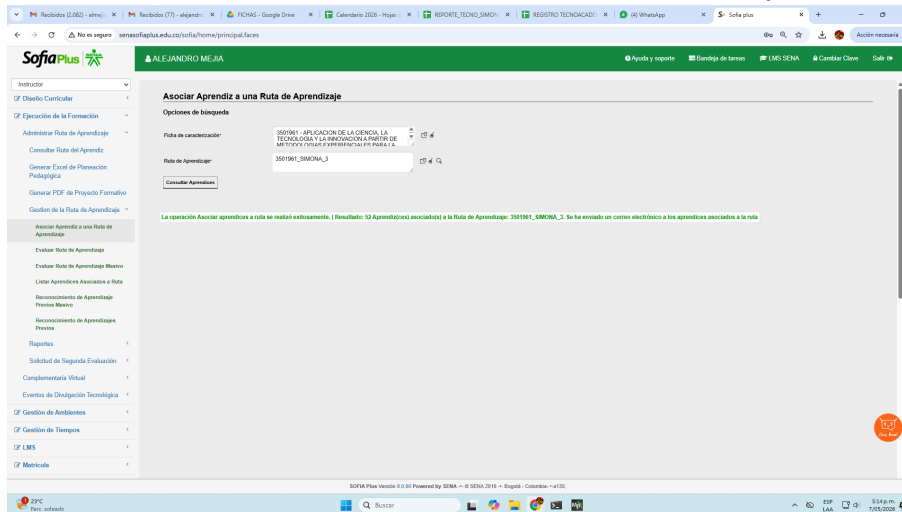 Recibidos (2.082) - almeji
Recibidos (77) - alejandro
FICHAS - Google Drive
Calendario 2026 - Hojas d
REPORTE_TECNO_SIMON
REGISTRO TECNOACADE
(4) WhatsApp
Sofia plus
No es seguro
senasofiaplus.edu.co/sofia/home/principal.faces
Acción necesaria
SofiaPlus
ALEJANDRO MEJIA
Ayuda y soporte
Bandeja de tareas
LMS SENA
Cambiar Clave
Salir
Instructor
Diseño Curricular
Ejecución de la Formación
Administrar Ruta de Aprendizaje
Consultar Ruta del Aprendiz
Generar Excel de Planeación
Pedagógica
Generar PDF de Proyecto Formativo
Gestion de la Ruta de Aprendizaje
Asociar Aprendiz a una Ruta de
Aprendizaje
Evaluar Ruta de Aprendizaje
Evaluar Ruta de Aprendizaje Masivo
Listar Aprendices Asociados a Ruta
Reconocimiento de Aprendizaje
Previos Masivo
Reconocimiento de Aprendizajes
Previos
Reportes
Solicitud de Segunda Evaluación
Complementaria Virtual
Eventos de Divulgación Tecnológica
Gestión de Ambientes
Gestión de Tiempos
LMS
Matrícula
Asociar Aprendiz a una Ruta de Aprendizaje
Opciones de búsqueda
Ficha de caracterización*
3501961 - APLICACION DE LA CIENCIA, LA
TECNOLOGIA Y LA INNOVACION A PARTIR DE
METODOLOGIAS EXPERIENCIALES PARA LA
Ruta de Aprendizaje*
3501961_SIMONA_3
Consultar Aprendices
La operación Asociar aprendices a ruta se realizó exitosamente. | Resultado: 52 Aprendiz(ces) asociado(s) a la Ruta de Aprendizaje: 3501961_SIMONA_3. Se ha enviado un correo electrónico a los aprendices asociados a la ruta
SOFIA Plus Versión 9.0.00 Powered by SENA -- © SENA 2018 -- Bogotá - Colombia
23°C
Parc. soleado
Buscar
ESP
LAA
5:14 p. m.
7/05/2026